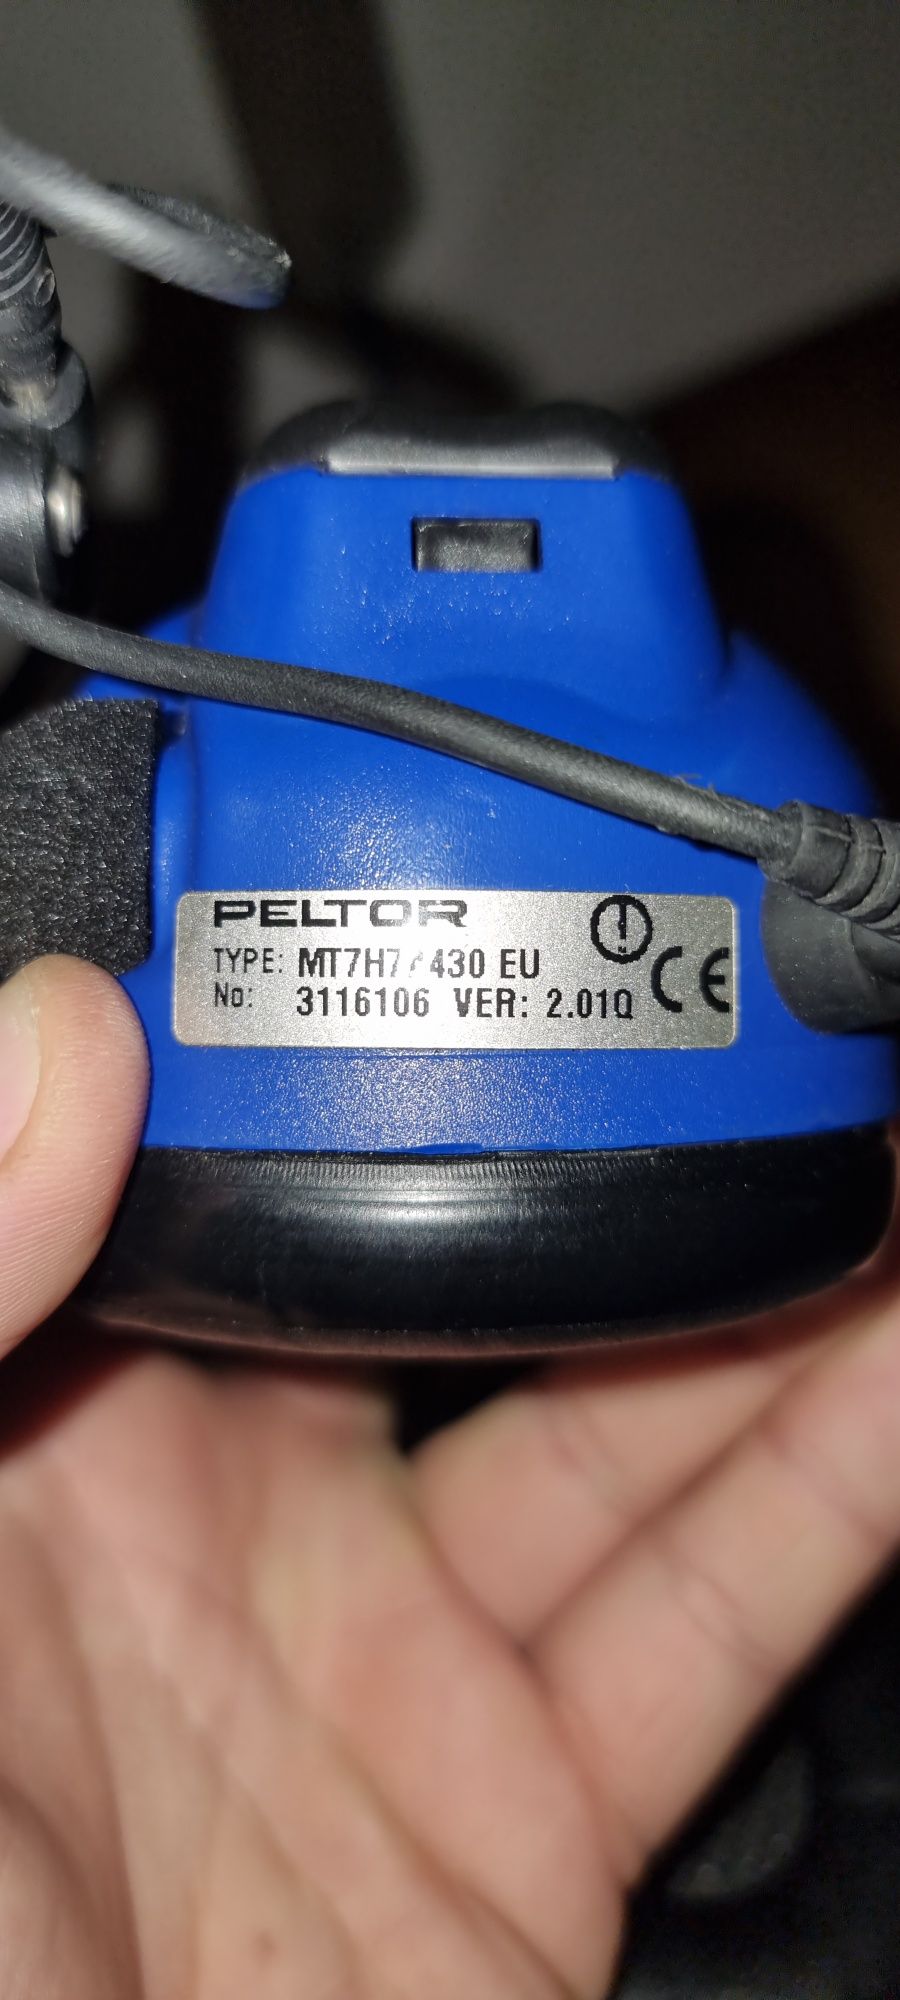 PELTOR
TYPE: EU
No: 3116106 VER: 2.01Q CE